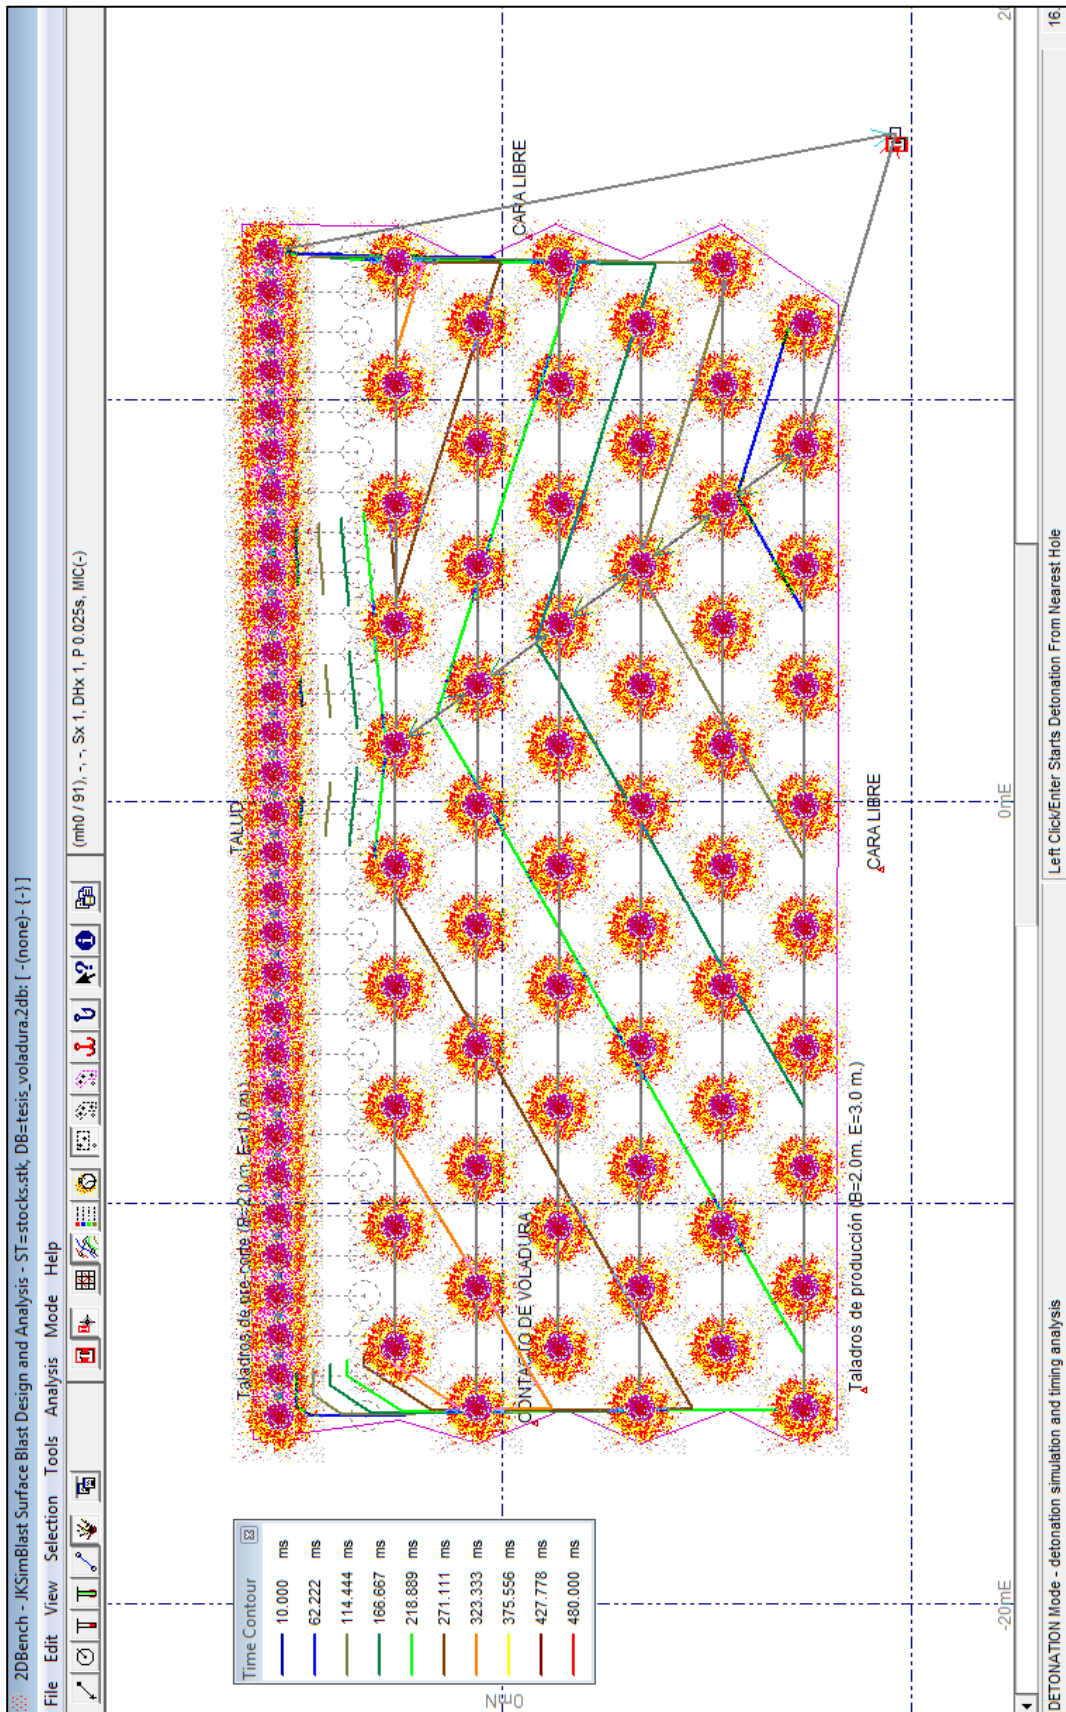 2DBench - JKSimBlast Surface Blast Design and Analysis - ST=stocks.stk, DB=tesis_voladura.2db: [ -(none)- {-} ]
File Edit View Selection Tools Analysis Mode Help
(mh0 / 91), -, -, Sx 1, DHx 1, P 0.025s, MIC(-)
TALUD
Taladros de pre-corte (B=2.0m. E=1.0 m.)
CARA LIBRE
CONTACTO DE VOLADURA
CARA LIBRE
Taladros de producción (B=2.0m. E=3.0 m.)
Time Contour
10.000 ms
62.222 ms
114.444 ms
166.667 ms
218.889 ms
271.111 ms
323.333 ms
375.556 ms
427.778 ms
480.000 ms
0mN
-20mE
0mE
20
DETONATION Mode - detonation simulation and timing analysis
Left Click/Enter Starts Detonation From Nearest Hole
16.